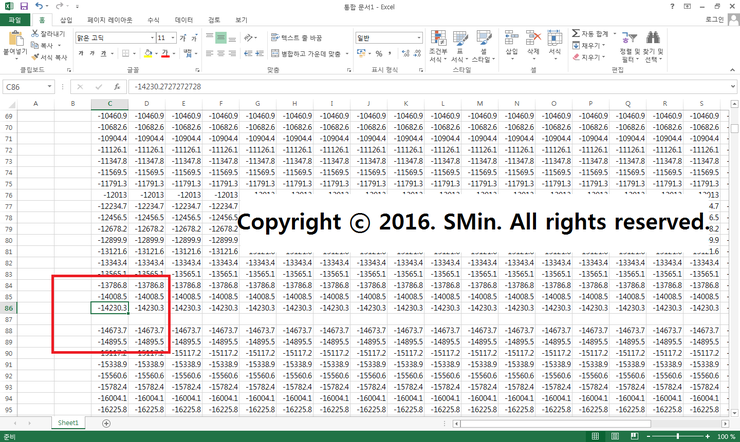 통합 문서1 - Excel
파일 홈 삽입 페이지 레이아웃 수식 데이터 검토 보기 로그인
붙여넣기 잘라내기 복사 서식 복사 클립보드
맑은 고딕 11 글꼴
텍스트 줄 바꿈 병합하고 가운데 맞춤 맞춤
일반 표시 형식
조건부 서식 표 서식 셀 스타일 스타일
삽입 삭제 서식 셀
자동 합계 채우기 지우기 정렬 및 필터 찾기 및 선택 편집
C86 -14230.2727272728
A B C D E F G H I J K L M N O P Q R S
69 -10460.9 -10460.9 -10460.9 -10460.9 -10460.9 -10460.9 -10460.9 -10460.9 -10460.9 -10460.9 -10460.9 -10460.9 -10460.9 -10460.9 -10460.9 -10460.9 -10460.9
70 -10682.6 -10682.6 -10682.6 -10682.6 -10682.6 -10682.6 -10682.6 -10682.6 -10682.6 -10682.6 -10682.6 -10682.6 -10682.6 -10682.6 -10682.6 -10682.6 -10682.6
71 -10904.4 -10904.4 -10904.4 -10904.4 -10904.4 -10904.4 -10904.4 -10904.4 -10904.4 -10904.4 -10904.4 -10904.4 -10904.4 -10904.4 -10904.4 -10904.4 -10904.4
72 -11126.1 -11126.1 -11126.1 -11126.1 -11126.1 -11126.1 -11126.1 -11126.1 -11126.1 -11126.1 -11126.1 -11126.1 -11126.1 -11126.1 -11126.1 -11126.1 -11126.1
73 -11347.8 -11347.8 -11347.8 -11347.8 -11347.8 -11347.8 -11347.8 -11347.8 -11347.8 -11347.8 -11347.8 -11347.8 -11347.8 -11347.8 -11347.8 -11347.8 -11347.8
74 -11569.5 -11569.5 -11569.5 -11569.5 -11569.5 -11569.5 -11569.5 -11569.5 -11569.5 -11569.5 -11569.5 -11569.5 -11569.5 -11569.5 -11569.5 -11569.5 -11569.5
75 -11791.3 -11791.3 -11791.3 -11791.3 -11791.3 -11791.3 -11791.3 -11791.3 -11791.3 -11791.3 -11791.3 -11791.3 -11791.3 -11791.3 -11791.3 -11791.3 -11791.3
76 -12013 -12013 -12013 -12013
77 -12234.7 -12234.7 -12234.7 -12234.7
78 -12456.5 -12456.5 -12456.5 -12456.5
79 -12678.2 -12678.2 -12678.2 -12678.2
80 -12899.9 -12899.9 -12899.9 -12899.9
81 -13121.6 -13121.6 -13121.6 -13121.6
Copyright ⓒ 2016. SMin. All rights reserved.
82 -13343.4 -13343.4 -13343.4 -13343.4 -13343.4 -13343.4 -13343.4 -13343.4 -13343.4 -13343.4 -13343.4 -13343.4 -13343.4 -13343.4 -13343.4 -13343.4 -13343.4
83 -13565.1 -13565.1 -13565.1 -13565.1 -13565.1 -13565.1 -13565.1 -13565.1 -13565.1 -13565.1 -13565.1 -13565.1 -13565.1 -13565.1 -13565.1 -13565.1 -13565.1
84 -13786.8 -13786.8 -13786.8 -13786.8 -13786.8 -13786.8 -13786.8 -13786.8 -13786.8 -13786.8 -13786.8 -13786.8 -13786.8 -13786.8 -13786.8 -13786.8 -13786.8
85 -14008.5 -14008.5 -14008.5 -14008.5 -14008.5 -14008.5 -14008.5 -14008.5 -14008.5 -14008.5 -14008.5 -14008.5 -14008.5 -14008.5 -14008.5 -14008.5 -14008.5
86 -14230.3 -14230.3 -14230.3 -14230.3 -14230.3 -14230.3 -14230.3 -14230.3 -14230.3 -14230.3 -14230.3 -14230.3 -14230.3 -14230.3 -14230.3 -14230.3 -14230.3
87
88 -14673.7 -14673.7 -14673.7 -14673.7 -14673.7 -14673.7 -14673.7 -14673.7 -14673.7 -14673.7 -14673.7 -14673.7 -14673.7 -14673.7 -14673.7 -14673.7 -14673.7
89 -14895.5 -14895.5 -14895.5 -14895.5 -14895.5 -14895.5 -14895.5 -14895.5 -14895.5 -14895.5 -14895.5 -14895.5 -14895.5 -14895.5 -14895.5 -14895.5 -14895.5
90 -15117.2 -15117.2 -15117.2 -15117.2 -15117.2 -15117.2 -15117.2 -15117.2 -15117.2 -15117.2 -15117.2 -15117.2 -15117.2 -15117.2 -15117.2 -15117.2 -15117.2
91 -15338.9 -15338.9 -15338.9 -15338.9 -15338.9 -15338.9 -15338.9 -15338.9 -15338.9 -15338.9 -15338.9 -15338.9 -15338.9 -15338.9 -15338.9 -15338.9 -15338.9
92 -15560.6 -15560.6 -15560.6 -15560.6 -15560.6 -15560.6 -15560.6 -15560.6 -15560.6 -15560.6 -15560.6 -15560.6 -15560.6 -15560.6 -15560.6 -15560.6 -15560.6
93 -15782.4 -15782.4 -15782.4 -15782.4 -15782.4 -15782.4 -15782.4 -15782.4 -15782.4 -15782.4 -15782.4 -15782.4 -15782.4 -15782.4 -15782.4 -15782.4 -15782.4
94 -16004.1 -16004.1 -16004.1 -16004.1 -16004.1 -16004.1 -16004.1 -16004.1 -16004.1 -16004.1 -16004.1 -16004.1 -16004.1 -16004.1 -16004.1 -16004.1 -16004.1
95 -16225.8 -16225.8 -16225.8 -16225.8 -16225.8 -16225.8 -16225.8 -16225.8 -16225.8 -16225.8 -16225.8 -16225.8 -16225.8 -16225.8 -16225.8 -16225.8 -16225.8
Sheet1
준비 100 %